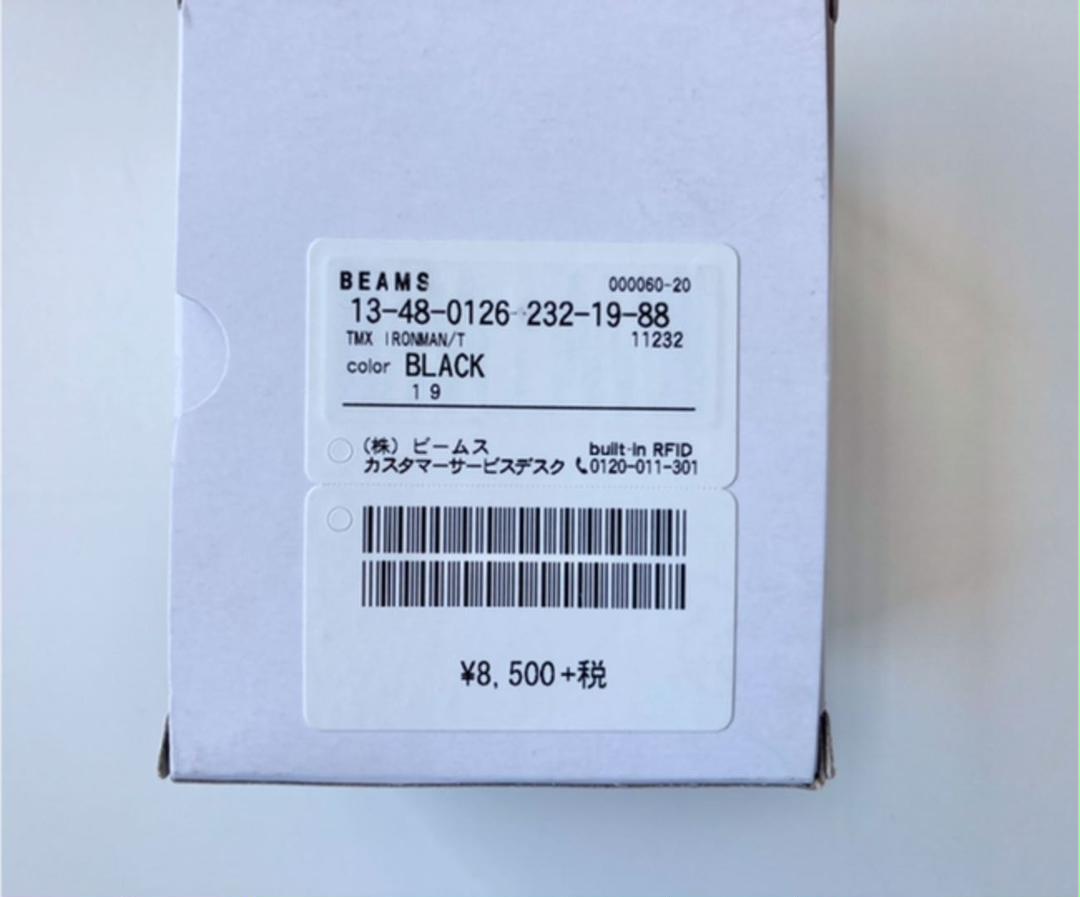 BEAMS 000060-20
13-48-0126 232-19-88
TMX IRONMAN/T 11232
color BLACK
19
(株) ビームス built-in RFID
カスタマーサービスデスク 0120-011-301
¥8,500+税